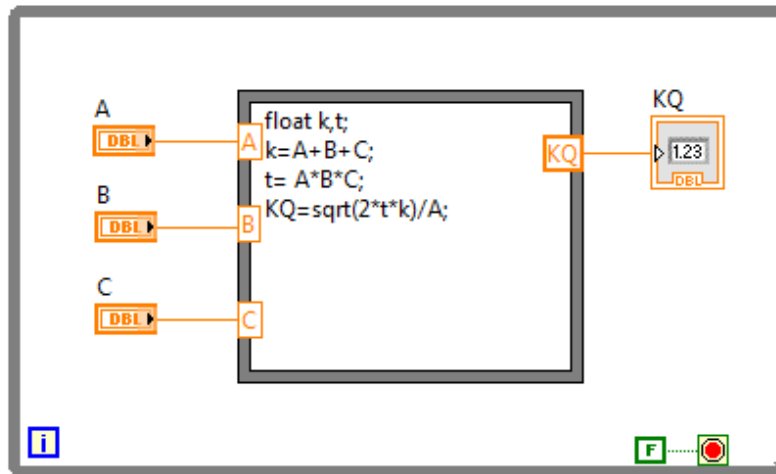 A
DBL
B
DBL
C
DBL
A
B
C
float k,t;
k=A+B+C;
t= A*B*C;
KQ=sqrt(2*t*k)/A;
KQ
KQ
1.23
DBL
i
F